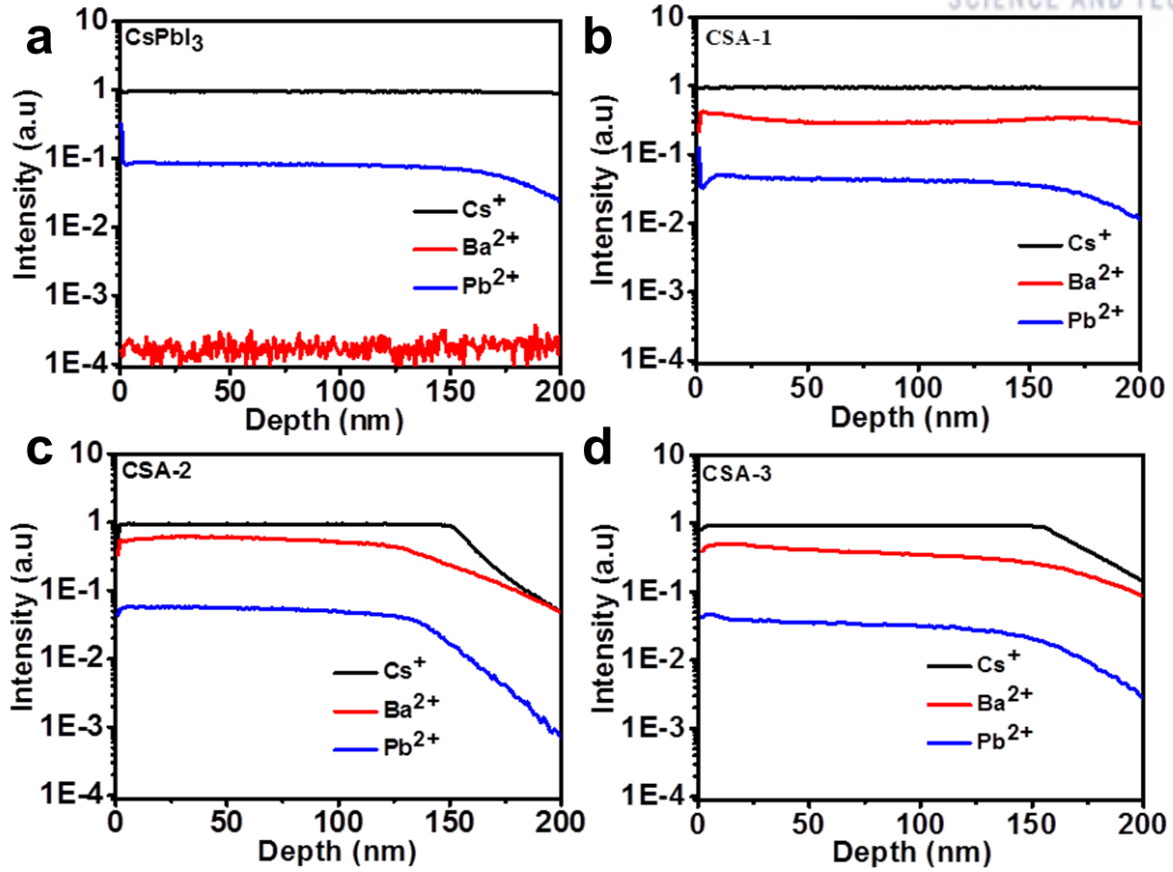 SCIENCE AND TEC
a
CsPbI₃
10
1
1E-1
1E-2
1E-3
1E-4
Intensity (a.u)
Cs⁺
Ba²⁺
Pb²⁺
0 50 100 150 200
Depth (nm)
b
CSA-1
10
1
1E-1
1E-2
1E-3
1E-4
Intensity (a.u)
Cs⁺
Ba²⁺
Pb²⁺
0 50 100 150 200
Depth (nm)
c
CSA-2
10
1
1E-1
1E-2
1E-3
1E-4
Intensity (a.u)
Cs⁺
Ba²⁺
Pb²⁺
0 50 100 150 200
Depth (nm)
d
CSA-3
10
1
1E-1
1E-2
1E-3
1E-4
Intensity (a.u)
Cs⁺
Ba²⁺
Pb²⁺
0 50 100 150 200
Depth (nm)